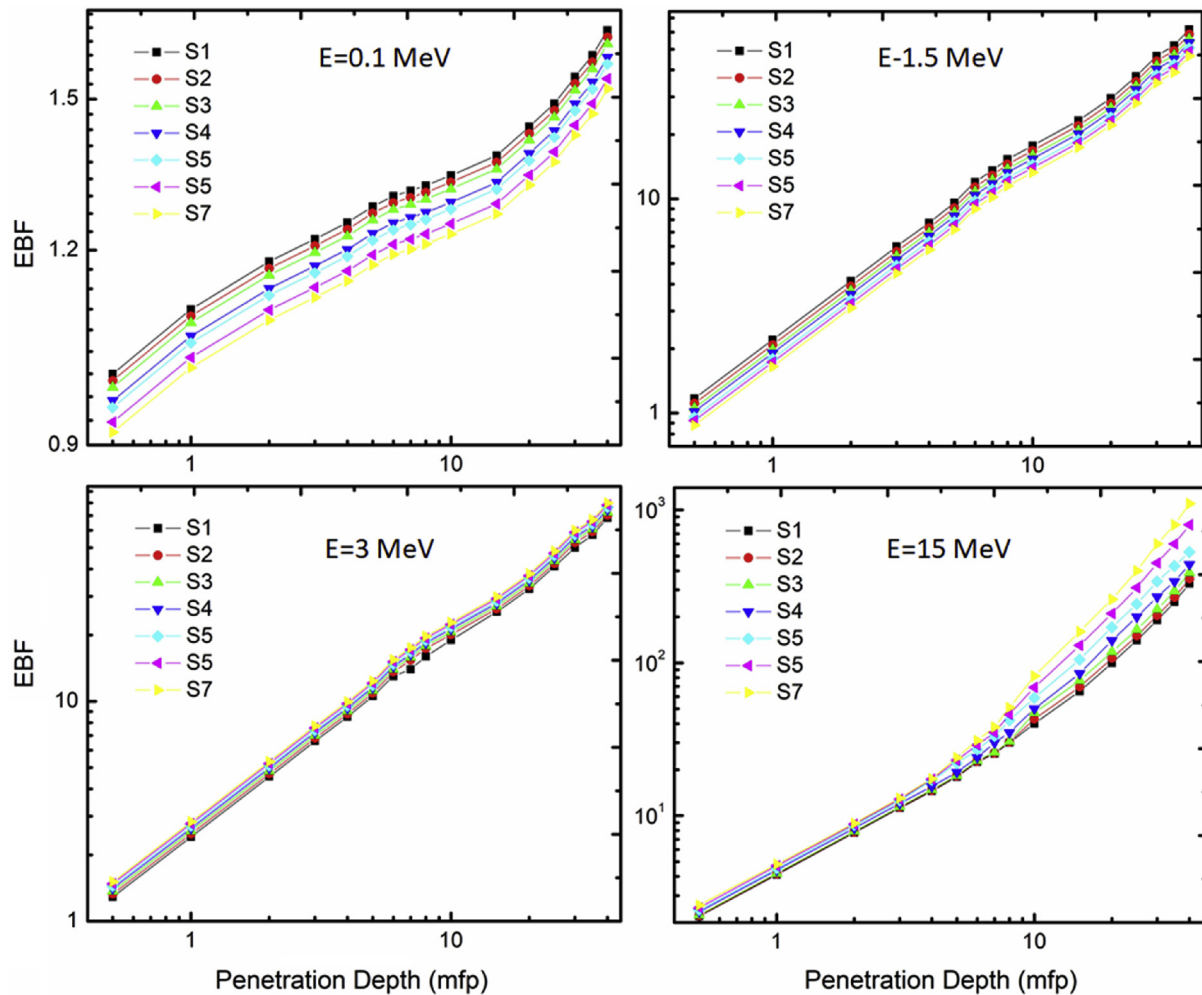 E=0.1 MeV
S1
S2
S3
S4
S5
S5
S7
EBF
1.5
1.2
0.9
1
10
E-1.5 MeV
S1
S2
S3
S4
S5
S5
S7
10
1
1
10
E=3 MeV
S1
S2
S3
S4
S5
S5
S7
EBF
10
1
1
10
Penetration Depth (mfp)
E=15 MeV
S1
S2
S3
S4
S5
S5
S7
10³
10²
10¹
1
10
Penetration Depth (mfp)